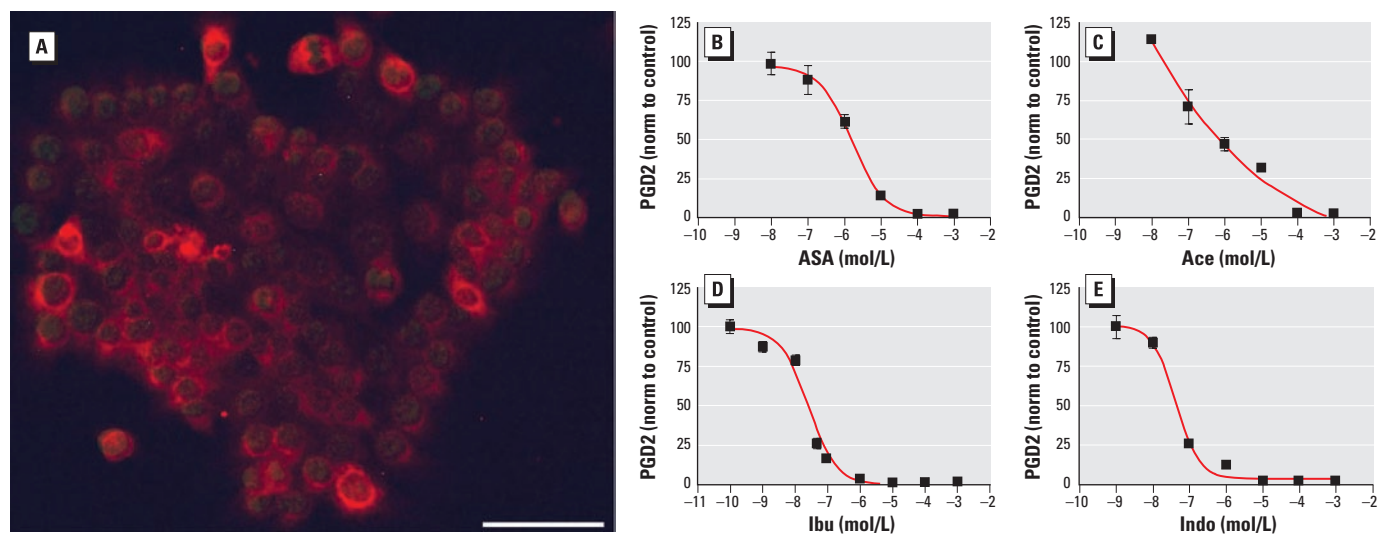 A
B
PGD2 (norm to control)
125
100
75
50
25
0
–10 –9 –8 –7 –6 –5 –4 –3 –2
ASA (mol/L)
C
PGD2 (norm to control)
125
100
75
50
25
0
–10 –9 –8 –7 –6 –5 –4 –3 –2
Ace (mol/L)
D
PGD2 (norm to control)
125
100
75
50
25
0
–11 –10 –9 –8 –7 –6 –5 –4 –3 –2
Ibu (mol/L)
E
PGD2 (norm to control)
125
100
75
50
25
0
–10 –9 –8 –7 –6 –5 –4 –3 –2
Indo (mol/L)